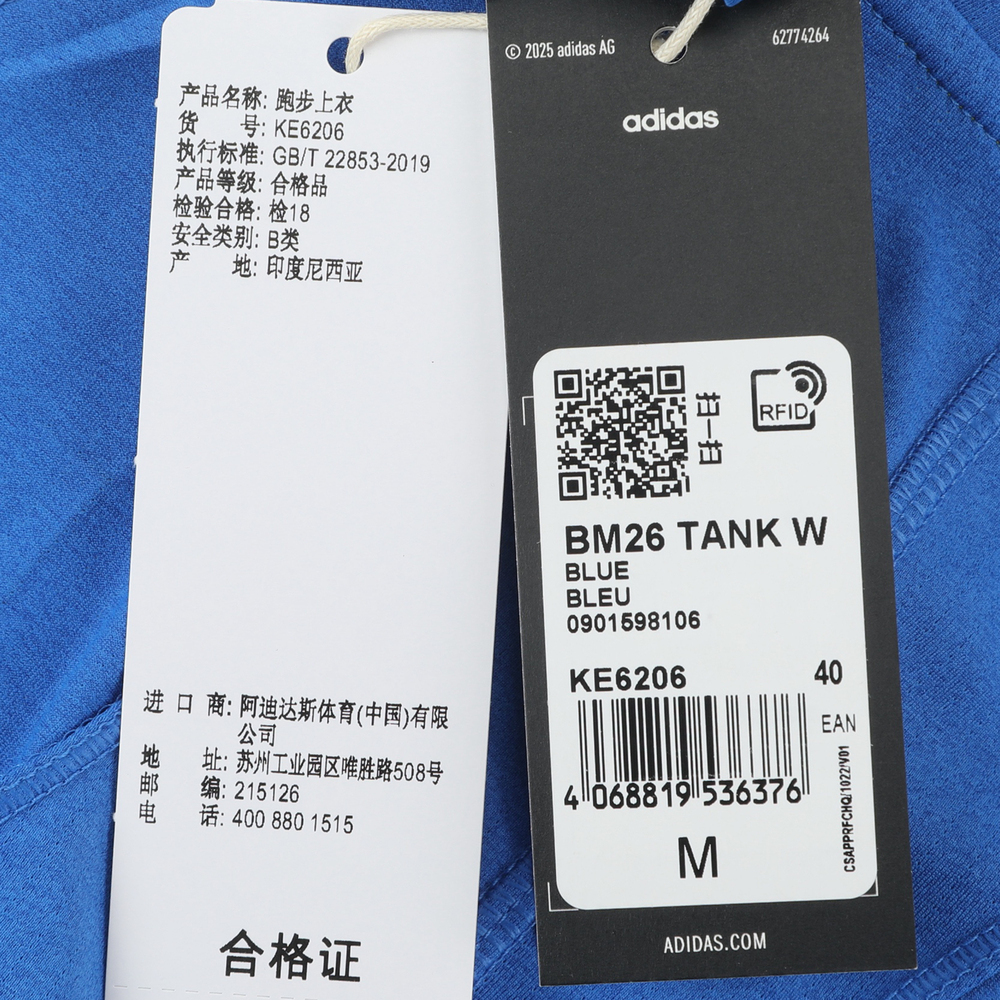 产品名称: 跑步上衣
货 号: KE6206
执行标准: GB/T 22853-2019
产品等级: 合格品
检验合格: 检18
安全类别: B类
产 地: 印度尼西亚
进 口 商: 阿迪达斯体育(中国)有限
公司
地 址: 苏州工业园区唯胜路508号
邮 编: 215126
电 话: 400 880 1515
合格证
© 2025 adidas AG
62774264
adidas
扫一扫
RFID
BM26 TANK W
BLUE
BLEU
0901598106
KE6206
40
EAN
4 068819 536376
CSAPPRFCHQ/1022/V01
M
ADIDAS.COM